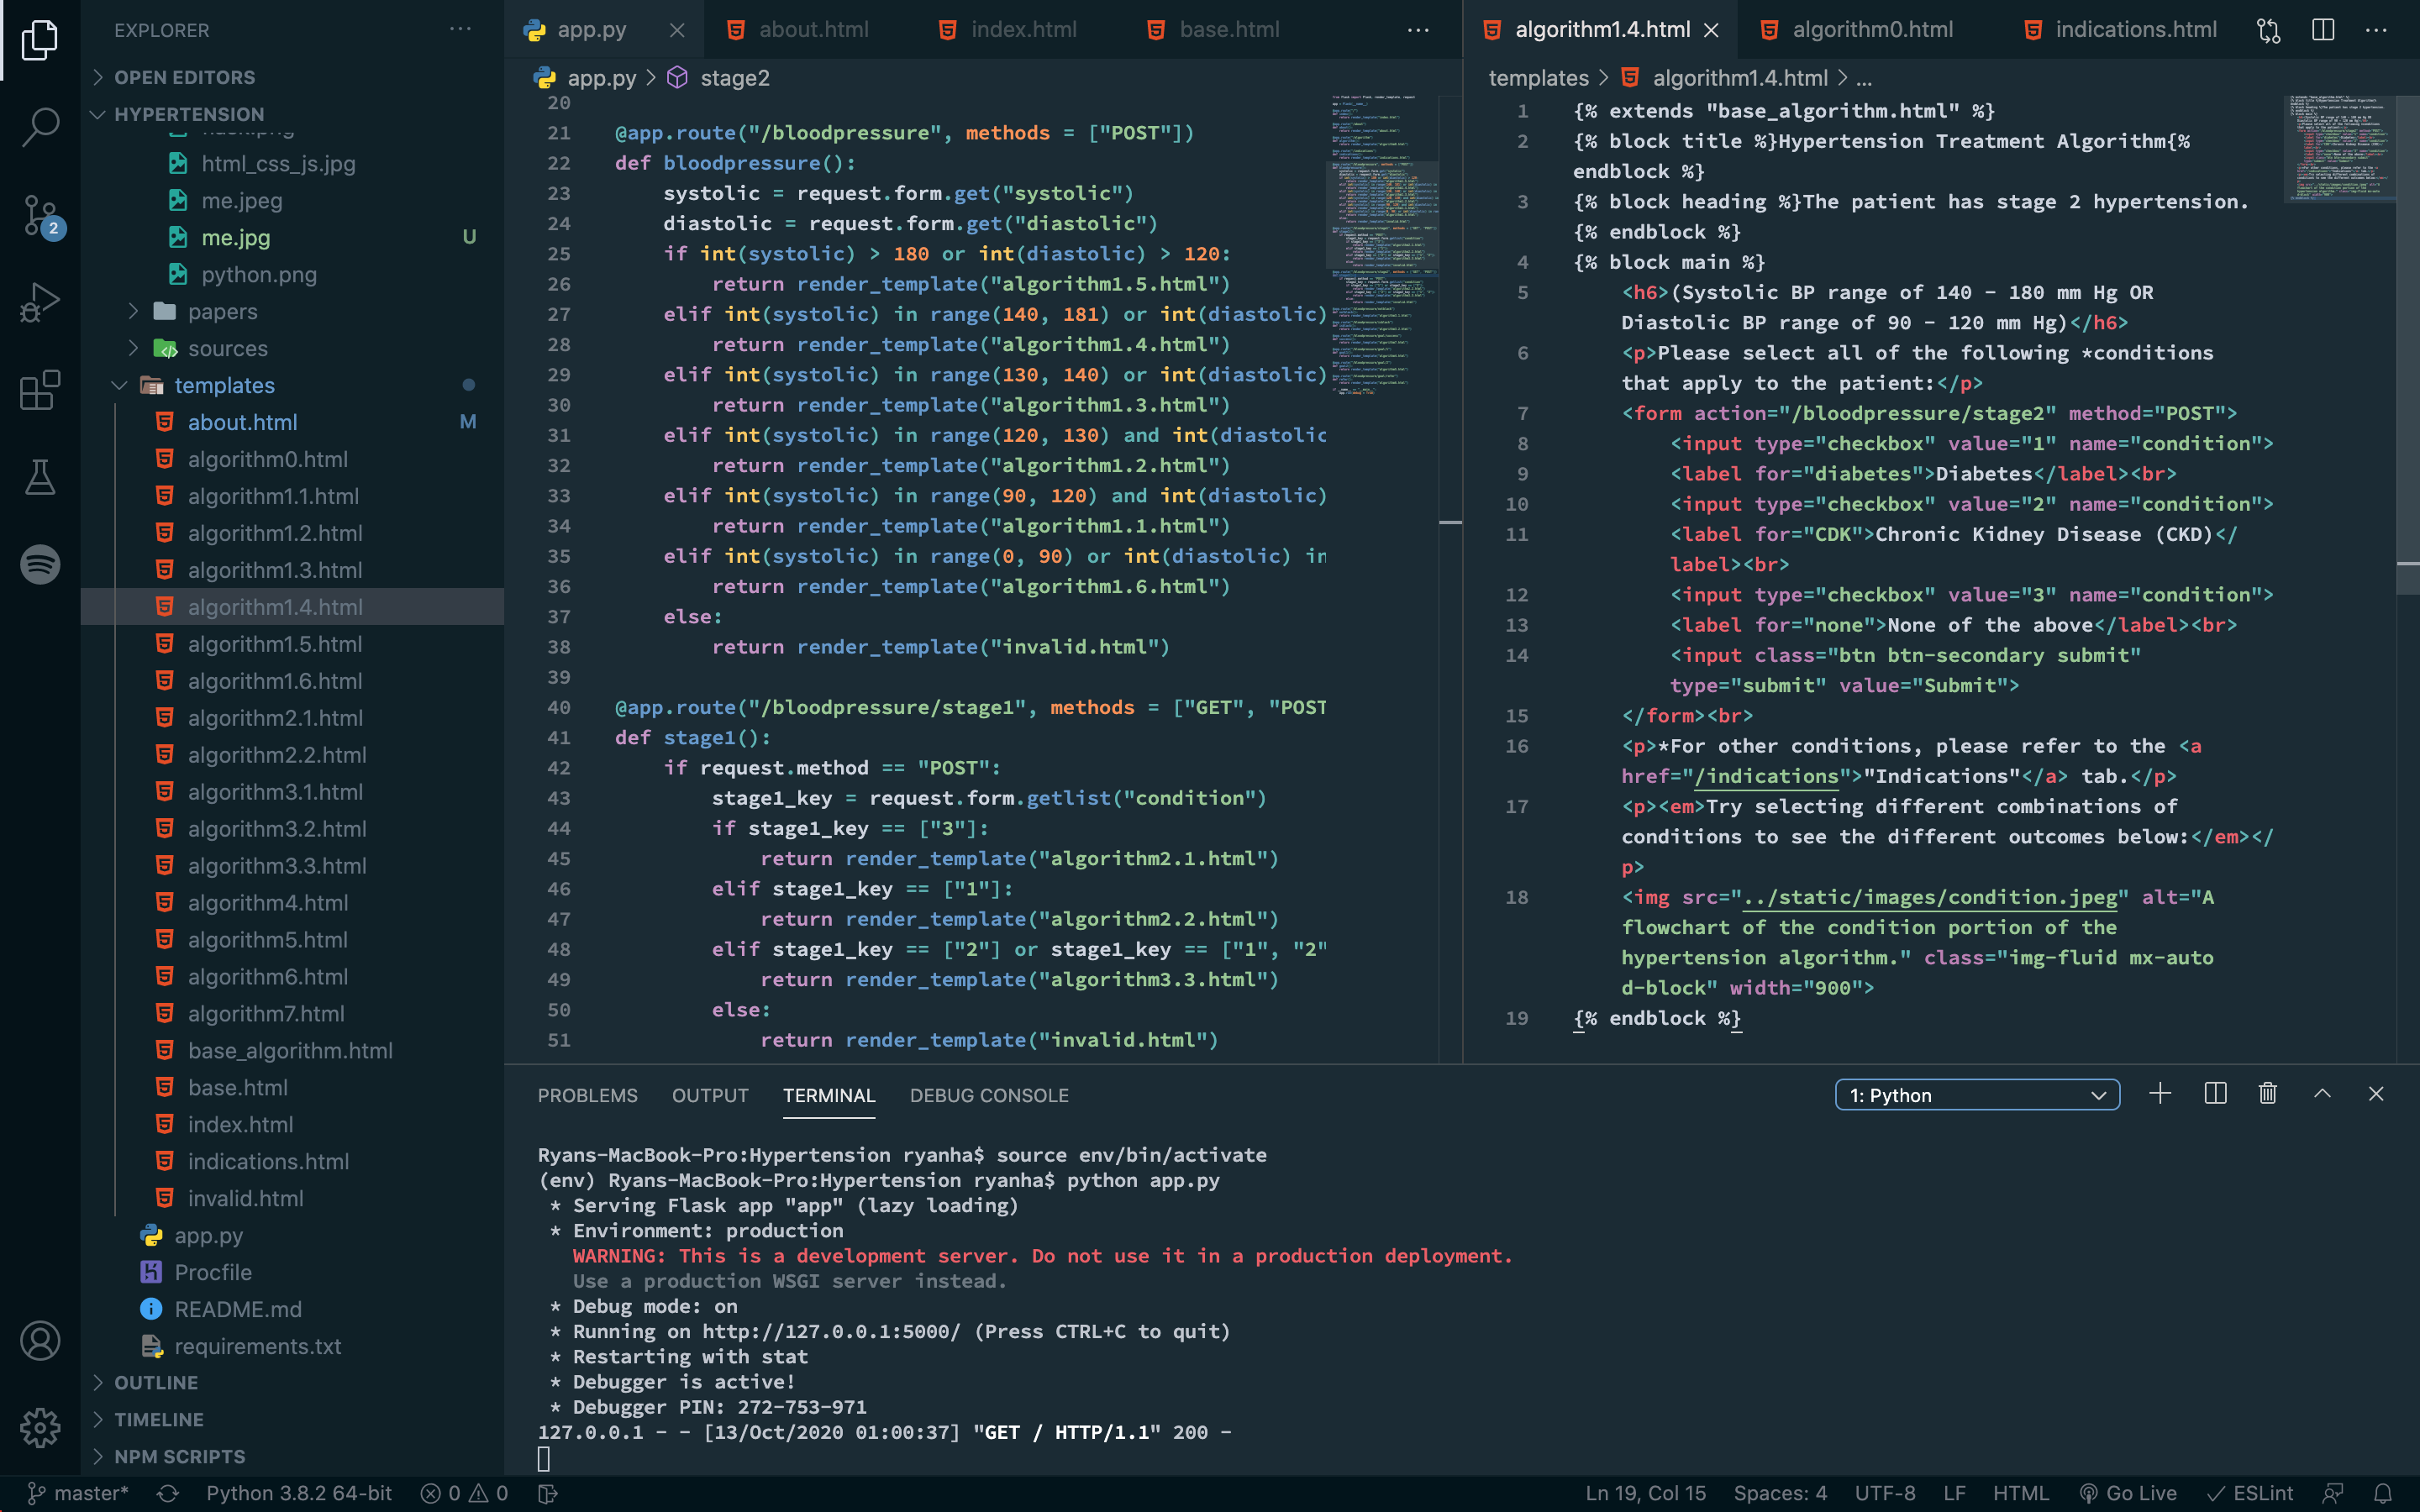 EXPLORER
OPEN EDITORS
HYPERTENSION
html_css_js.jpg
me.jpeg
me.jpg U
python.png
papers
sources
templates
about.html M
algorithm0.html
algorithm1.1.html
algorithm1.2.html
algorithm1.3.html
algorithm1.4.html
algorithm1.5.html
algorithm1.6.html
algorithm2.1.html
algorithm2.2.html
algorithm3.1.html
algorithm3.2.html
algorithm3.3.html
algorithm4.html
algorithm5.html
algorithm6.html
algorithm7.html
base_algorithm.html
base.html
index.html
indications.html
invalid.html
app.py
Procfile
README.md
requirements.txt
OUTLINE
TIMELINE
NPM SCRIPTS
2
app.py about.html index.html base.html
app.py > stage2
20
21 @app.route("/bloodpressure", methods = ["POST"])
22 def bloodpressure():
23 systolic = request.form.get("systolic")
24 diastolic = request.form.get("diastolic")
25 if int(systolic) > 180 or int(diastolic) > 120:
26 return render_template("algorithm1.5.html")
27 elif int(systolic) in range(140, 181) or int(diastolic)
28 return render_template("algorithm1.4.html")
29 elif int(systolic) in range(130, 140) or int(diastolic)
30 return render_template("algorithm1.3.html")
31 elif int(systolic) in range(120, 130) and int(diastolic
32 return render_template("algorithm1.2.html")
33 elif int(systolic) in range(90, 120) and int(diastolic)
34 return render_template("algorithm1.1.html")
35 elif int(systolic) in range(0, 90) or int(diastolic) in
36 return render_template("algorithm1.6.html")
37 else:
38 return render_template("invalid.html")
39
40 @app.route("/bloodpressure/stage1", methods = ["GET", "POST
41 def stage1():
42 if request.method == "POST":
43 stage1_key = request.form.getlist("condition")
44 if stage1_key == ["3"]:
45 return render_template("algorithm2.1.html")
46 elif stage1_key == ["1"]:
47 return render_template("algorithm2.2.html")
48 elif stage1_key == ["2"] or stage1_key == ["1", "2"
49 return render_template("algorithm3.3.html")
50 else:
51 return render_template("invalid.html")
algorithm1.4.html algorithm0.html indications.html
templates > algorithm1.4.html > ...
1 {% extends "base_algorithm.html" %}
2 {% block title %}Hypertension Treatment Algorithm{%
endblock %}
3 {% block heading %}The patient has stage 2 hypertension.
{% endblock %}
4 {% block main %}
5 <h6>(Systolic BP range of 140 - 180 mm Hg OR
Diastolic BP range of 90 - 120 mm Hg)</h6>
6 <p>Please select all of the following *conditions
that apply to the patient:</p>
7 <form action="/bloodpressure/stage2" method="POST">
8 <input type="checkbox" value="1" name="condition">
9 <label for="diabetes">Diabetes</label><br>
10 <input type="checkbox" value="2" name="condition">
11 <label for="CDK">Chronic Kidney Disease (CKD)</
label><br>
12 <input type="checkbox" value="3" name="condition">
13 <label for="none">None of the above</label><br>
14 <input class="btn btn-secondary submit"
type="submit" value="Submit">
15 </form><br>
16 <p>*For other conditions, please refer to the <a
href="/indications">"Indications"</a> tab.</p>
17 <p><em>Try selecting different combinations of
conditions to see the different outcomes below:</em></
p>
18 <img src="../static/images/condition.jpeg" alt="A
flowchart of the condition portion of the
hypertension algorithm." class="img-fluid mx-auto
d-block" width="900">
19 {% endblock %}
PROBLEMS OUTPUT TERMINAL DEBUG CONSOLE
1: Python
Ryans-MacBook-Pro:Hypertension ryanha$ source env/bin/activate
(env) Ryans-MacBook-Pro:Hypertension ryanha$ python app.py
* Serving Flask app "app" (lazy loading)
* Environment: production
WARNING: This is a development server. Do not use it in a production deployment.
Use a production WSGI server instead.
* Debug mode: on
* Running on http://127.0.0.1:5000/ (Press CTRL+C to quit)
* Restarting with stat
* Debugger is active!
* Debugger PIN: 272-753-971
127.0.0.1 - - [13/Oct/2020 01:00:37] "GET / HTTP/1.1" 200 -
master* Python 3.8.2 64-bit 0 0 Ln 19, Col 15 Spaces: 4 UTF-8 LF HTML Go Live ESLint